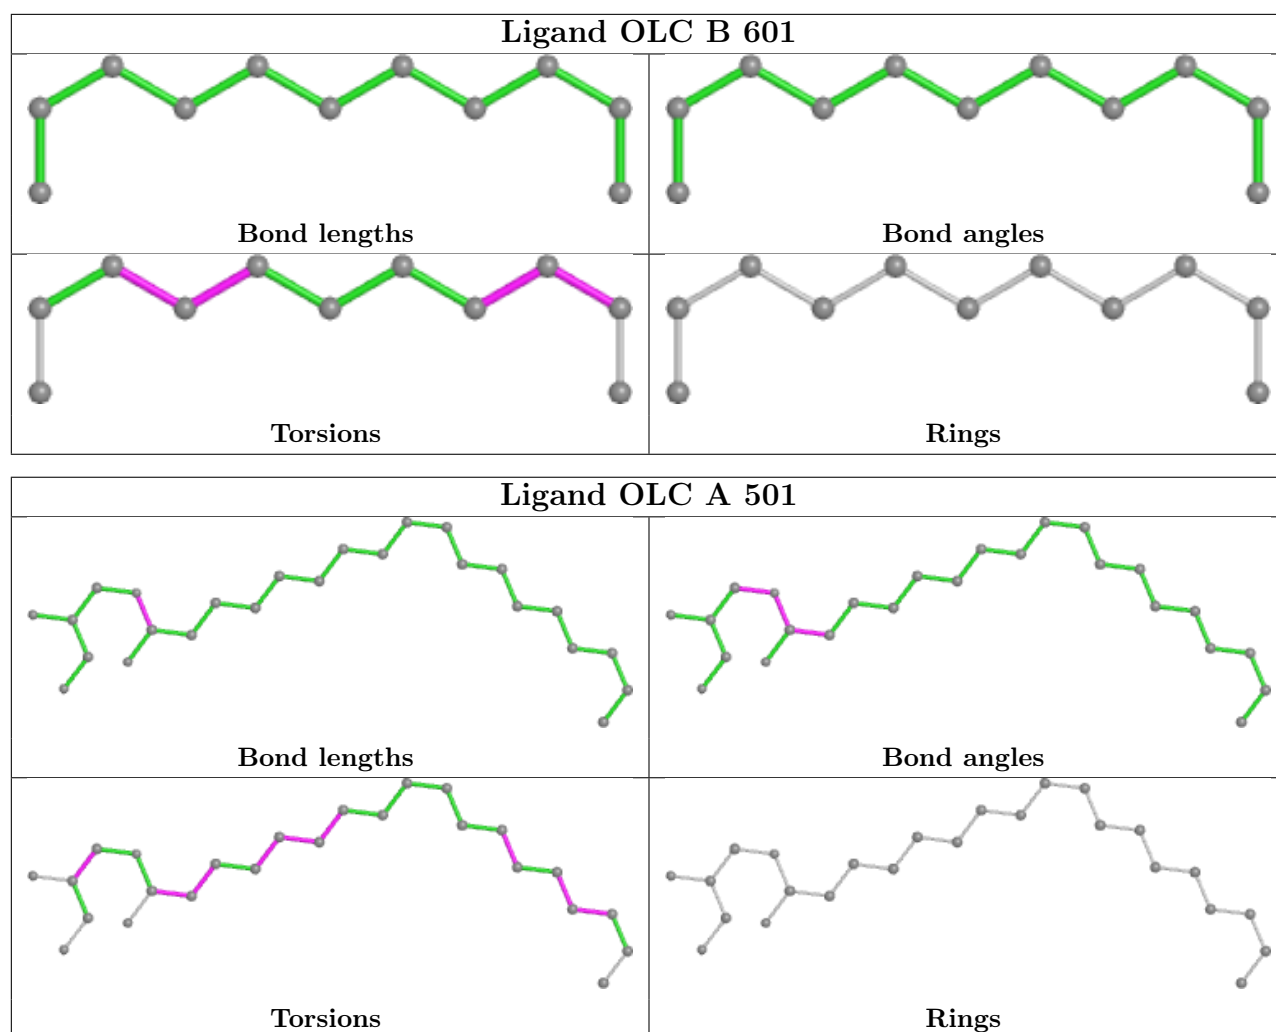 Ligand OLC B 601
Bond lengths
Bond angles
Torsions
Rings
Ligand OLC A 501
Bond lengths
Bond angles
Torsions
Rings